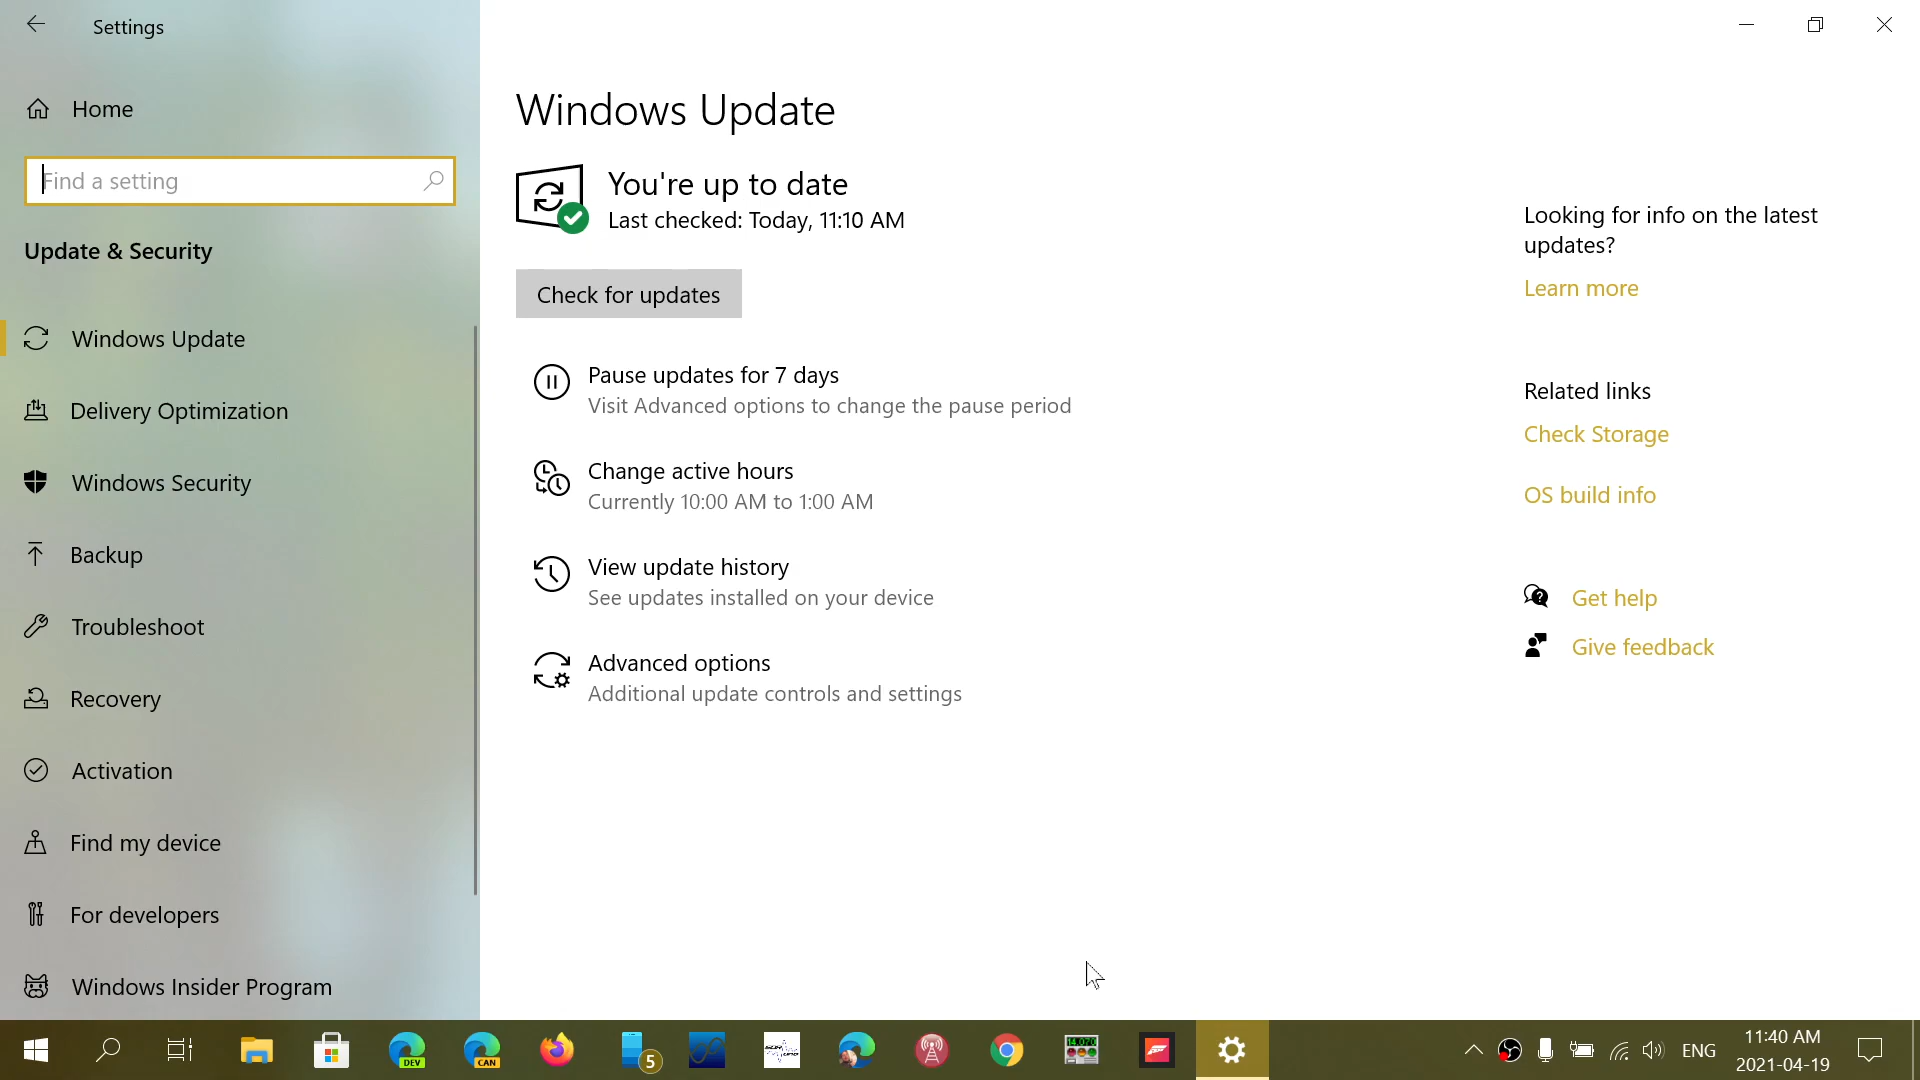 Settings
Home
Find a setting
Update & Security
Windows Update
Delivery Optimization
Windows Security
Backup
Troubleshoot
Recovery
Activation
Find my device
For developers
Windows Insider Program
Windows Update
You're up to date
Last checked: Today, 11:10 AM
Check for updates
Pause updates for 7 days
Visit Advanced options to change the pause period
Change active hours
Currently 10:00 AM to 1:00 AM
View update history
See updates installed on your device
Advanced options
Additional update controls and settings
Looking for info on the latest
updates?
Learn more
Related links
Check Storage
OS build info
Get help
Give feedback
DEV
CAN
5
14.070
ENG
11:40 AM
2021-04-19